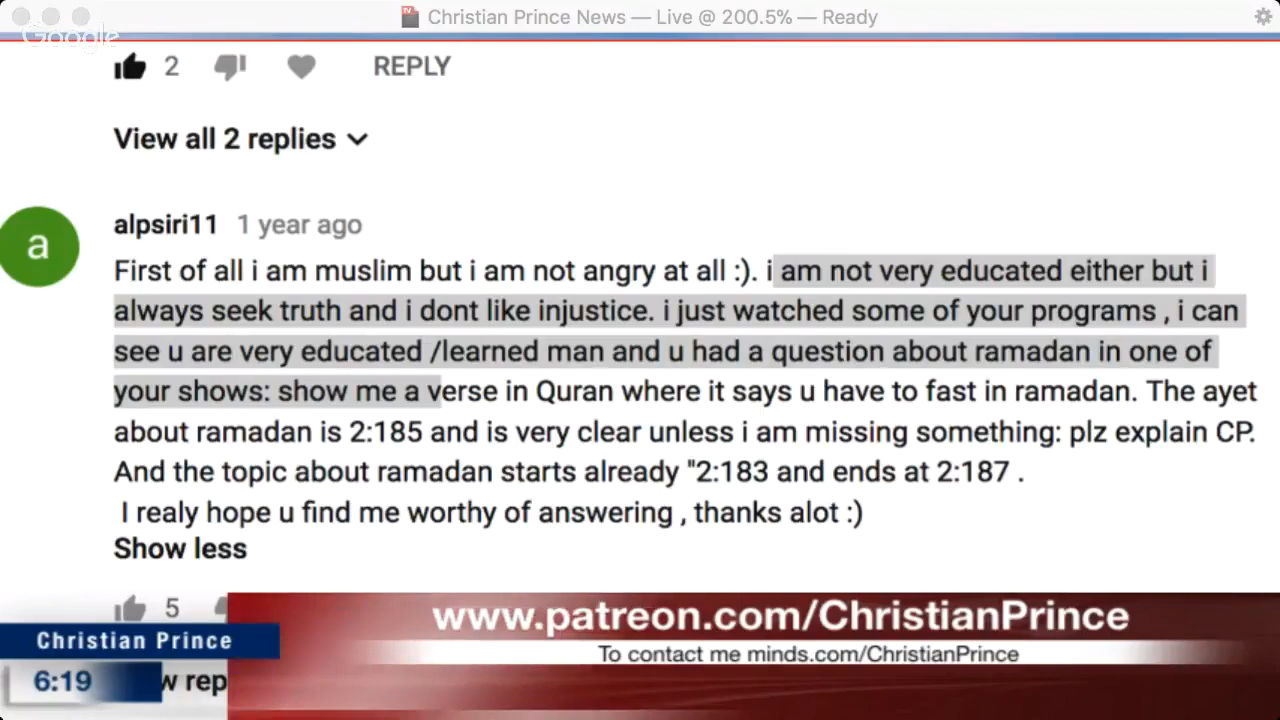 Christian Prince News — Live @ 200.5% — Ready
Google
2 REPLY
View all 2 replies
a
alpsiri11 1 year ago
First of all i am muslim but i am not angry at all :). i am not very educated either but i
always seek truth and i dont like injustice. i just watched some of your programs , i can
see u are very educated /learned man and u had a question about ramadan in one of
your shows: show me a verse in Quran where it says u have to fast in ramadan. The ayet
about ramadan is 2:185 and is very clear unless i am missing something: plz explain CP.
And the topic about ramadan starts already "2:183 and ends at 2:187 .
I realy hope u find me worthy of answering , thanks alot :)
Show less
5
www.patreon.com/ChristianPrince
Christian Prince
To contact me minds.com/ChristianPrince
6:19